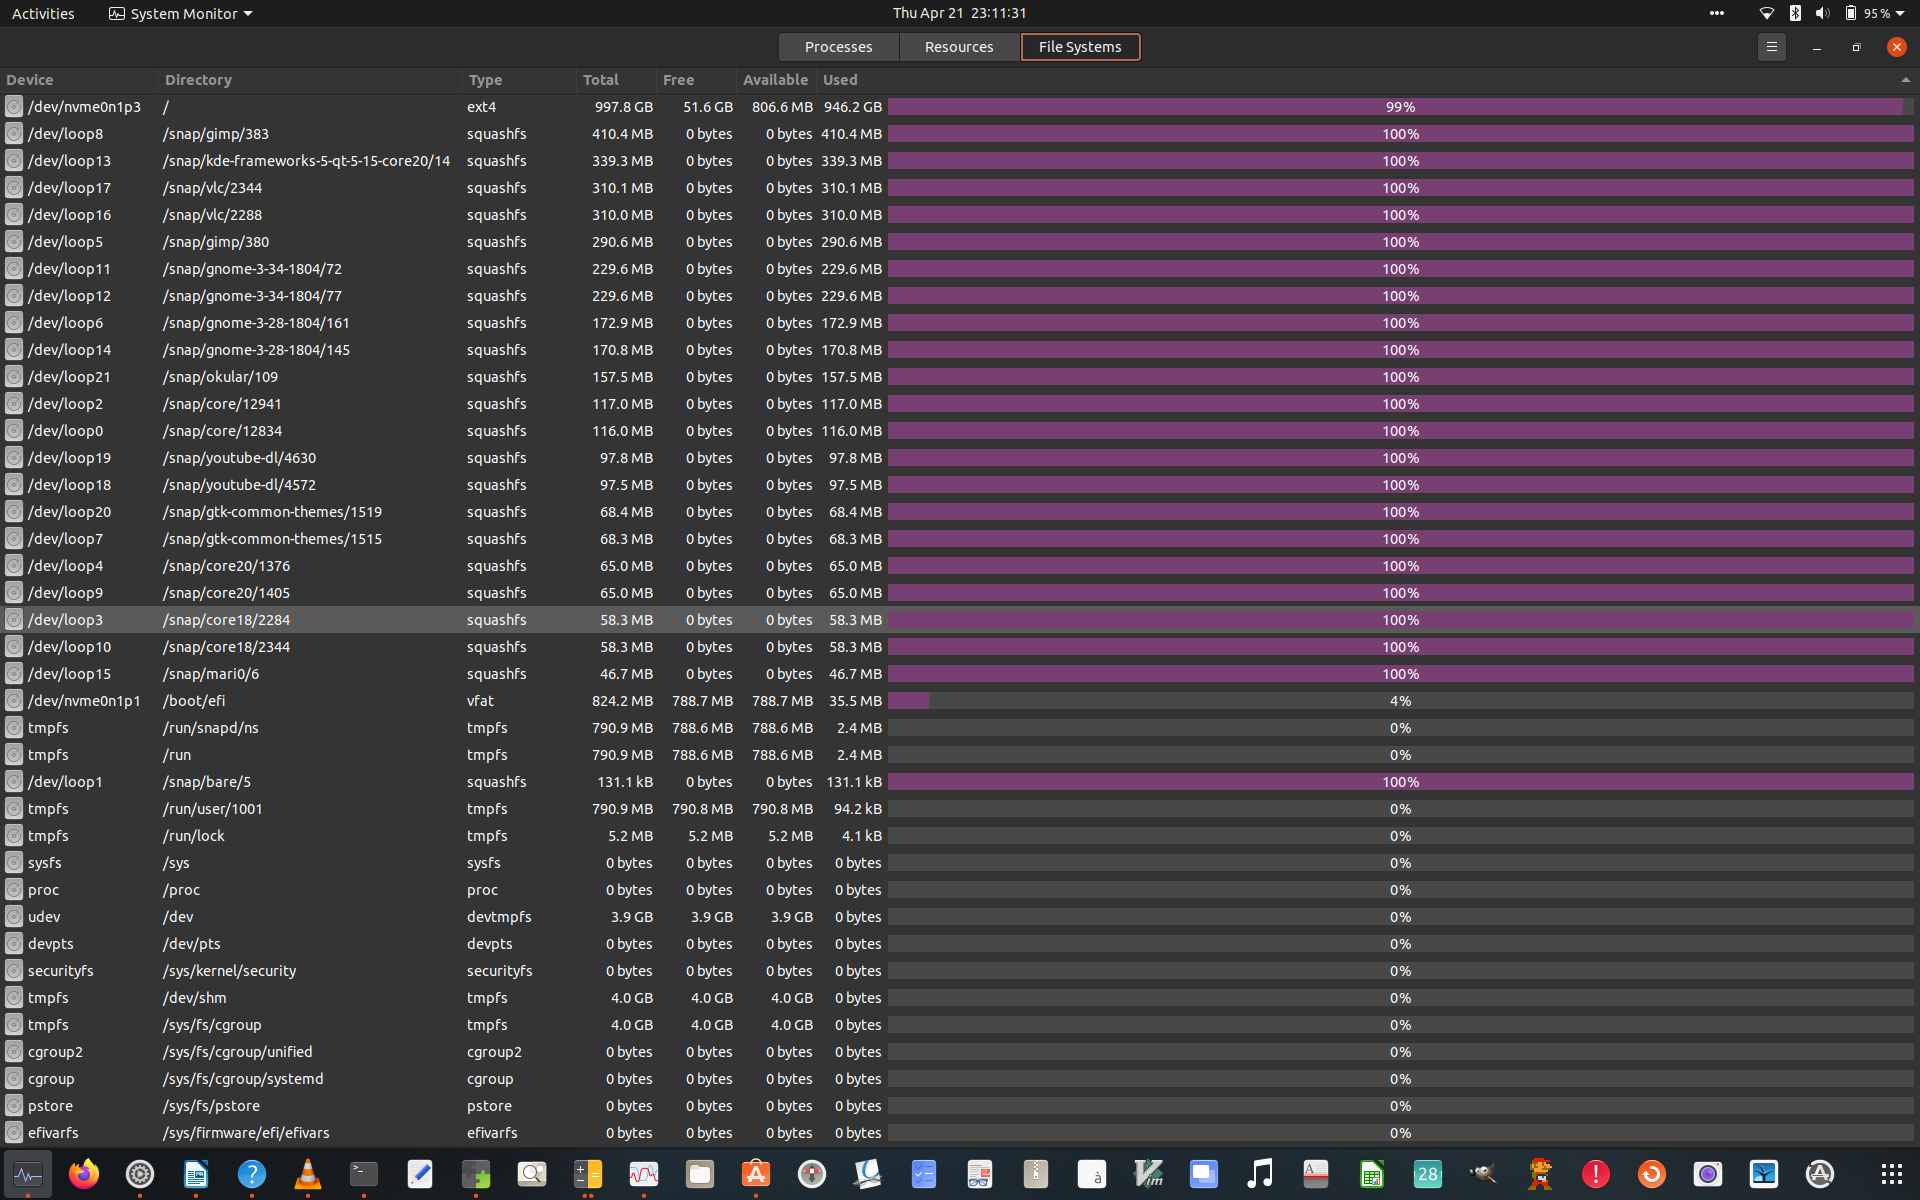 Activities System Monitor Thu Apr 21 23:11:31 95 %
Processes Resources File Systems
Device Directory Type Total Free Available Used
/dev/nvme0n1p3 / ext4 997.8 GB 51.6 GB 806.6 MB 946.2 GB 99%
/dev/loop8 /snap/gimp/383 squashfs 410.4 MB 0 bytes 0 bytes 410.4 MB 100%
/dev/loop13 /snap/kde-frameworks-5-qt-5-15-core20/14 squashfs 339.3 MB 0 bytes 0 bytes 339.3 MB 100%
/dev/loop17 /snap/vlc/2344 squashfs 310.1 MB 0 bytes 0 bytes 310.1 MB 100%
/dev/loop16 /snap/vlc/2288 squashfs 310.0 MB 0 bytes 0 bytes 310.0 MB 100%
/dev/loop5 /snap/gimp/380 squashfs 290.6 MB 0 bytes 0 bytes 290.6 MB 100%
/dev/loop11 /snap/gnome-3-34-1804/72 squashfs 229.6 MB 0 bytes 0 bytes 229.6 MB 100%
/dev/loop12 /snap/gnome-3-34-1804/77 squashfs 229.6 MB 0 bytes 0 bytes 229.6 MB 100%
/dev/loop6 /snap/gnome-3-28-1804/161 squashfs 172.9 MB 0 bytes 0 bytes 172.9 MB 100%
/dev/loop14 /snap/gnome-3-28-1804/145 squashfs 170.8 MB 0 bytes 0 bytes 170.8 MB 100%
/dev/loop21 /snap/okular/109 squashfs 157.5 MB 0 bytes 0 bytes 157.5 MB 100%
/dev/loop2 /snap/core/12941 squashfs 117.0 MB 0 bytes 0 bytes 117.0 MB 100%
/dev/loop0 /snap/core/12834 squashfs 116.0 MB 0 bytes 0 bytes 116.0 MB 100%
/dev/loop19 /snap/youtube-dl/4630 squashfs 97.8 MB 0 bytes 0 bytes 97.8 MB 100%
/dev/loop18 /snap/youtube-dl/4572 squashfs 97.5 MB 0 bytes 0 bytes 97.5 MB 100%
/dev/loop20 /snap/gtk-common-themes/1519 squashfs 68.4 MB 0 bytes 0 bytes 68.4 MB 100%
/dev/loop7 /snap/gtk-common-themes/1515 squashfs 68.3 MB 0 bytes 0 bytes 68.3 MB 100%
/dev/loop4 /snap/core20/1376 squashfs 65.0 MB 0 bytes 0 bytes 65.0 MB 100%
/dev/loop9 /snap/core20/1405 squashfs 65.0 MB 0 bytes 0 bytes 65.0 MB 100%
/dev/loop3 /snap/core18/2284 squashfs 58.3 MB 0 bytes 0 bytes 58.3 MB 100%
/dev/loop10 /snap/core18/2344 squashfs 58.3 MB 0 bytes 0 bytes 58.3 MB 100%
/dev/loop15 /snap/mari0/6 squashfs 46.7 MB 0 bytes 0 bytes 46.7 MB 100%
/dev/nvme0n1p1 /boot/efi vfat 824.2 MB 788.7 MB 788.7 MB 35.5 MB 4%
tmpfs /run/snapd/ns tmpfs 790.9 MB 788.6 MB 788.6 MB 2.4 MB 0%
tmpfs /run tmpfs 790.9 MB 788.6 MB 788.6 MB 2.4 MB 0%
/dev/loop1 /snap/bare/5 squashfs 131.1 kB 0 bytes 0 bytes 131.1 kB 100%
tmpfs /run/user/1001 tmpfs 790.9 MB 790.8 MB 790.8 MB 94.2 kB 0%
tmpfs /run/lock tmpfs 5.2 MB 5.2 MB 5.2 MB 4.1 kB 0%
sysfs /sys sysfs 0 bytes 0 bytes 0 bytes 0 bytes 0%
proc /proc proc 0 bytes 0 bytes 0 bytes 0 bytes 0%
udev /dev devtmpfs 3.9 GB 3.9 GB 3.9 GB 0 bytes 0%
devpts /dev/pts devpts 0 bytes 0 bytes 0 bytes 0 bytes 0%
securityfs /sys/kernel/security securityfs 0 bytes 0 bytes 0 bytes 0 bytes 0%
tmpfs /dev/shm tmpfs 4.0 GB 4.0 GB 4.0 GB 0 bytes 0%
tmpfs /sys/fs/cgroup tmpfs 4.0 GB 4.0 GB 4.0 GB 0 bytes 0%
cgroup2 /sys/fs/cgroup/unified cgroup2 0 bytes 0 bytes 0 bytes 0 bytes 0%
cgroup /sys/fs/cgroup/systemd cgroup 0 bytes 0 bytes 0 bytes 0 bytes 0%
pstore /sys/fs/pstore pstore 0 bytes 0 bytes 0 bytes 0 bytes 0%
efivarfs /sys/firmware/efi/efivars efivarfs 0 bytes 0 bytes 0 bytes 0 bytes 0%
? à Vim 28